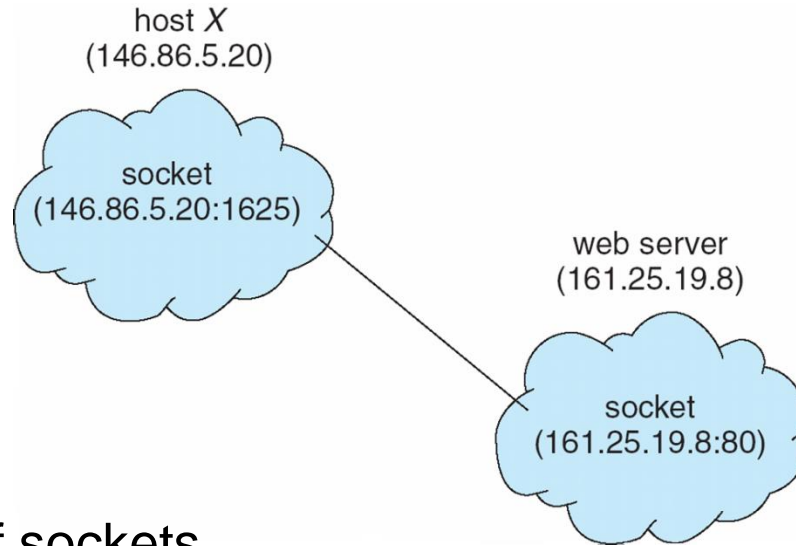 host X
(146.86.5.20)
socket
(146.86.5.20:1625)
web server
(161.25.19.8)
socket
(161.25.19.8:80)
sockets